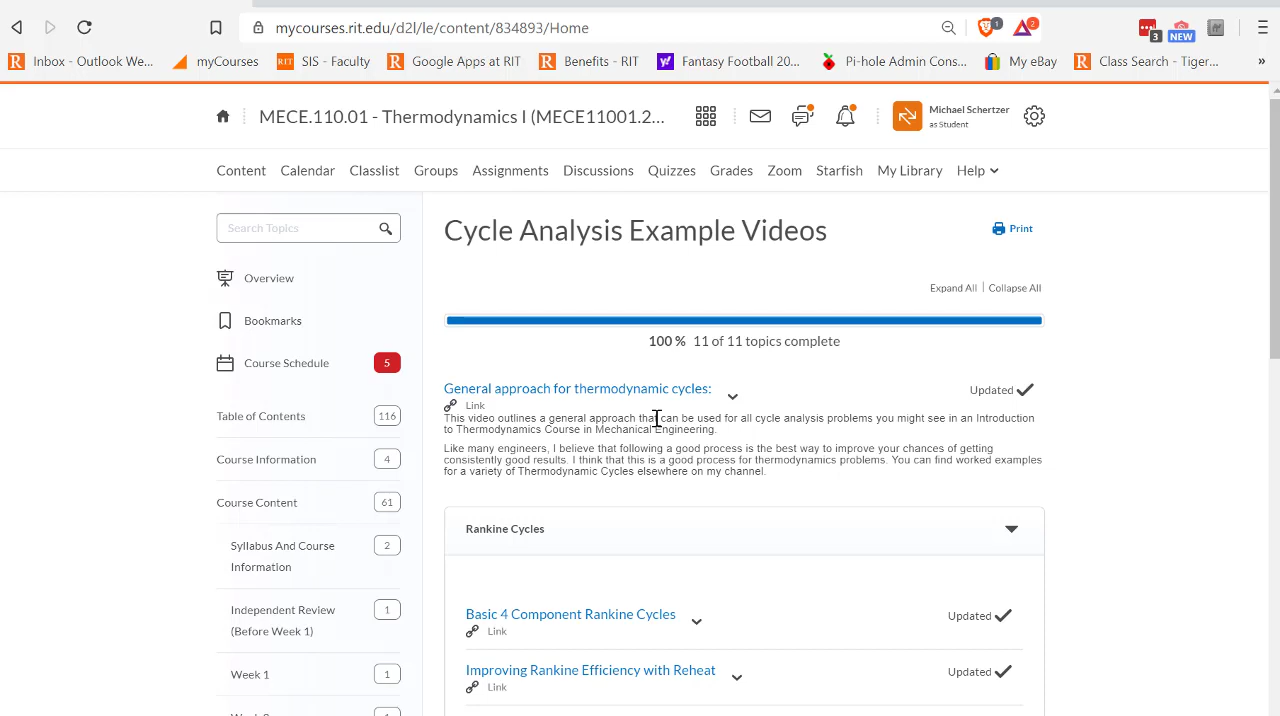 mycourses.rit.edu/d2l/le/content/834893/Home
1
2
3
NEW
R Inbox - Outlook We...
myCourses
RIT SIS - Faculty
R Google Apps at RIT
R Benefits - RIT
Fantasy Football 20...
Pi-hole Admin Cons...
My eBay
R Class Search - Tiger...
»
MECE.110.01 - Thermodynamics I (MECE11001.2...
Michael Schertzer
as Student
Content
Calendar
Classlist
Groups
Assignments
Discussions
Quizzes
Grades
Zoom
Starfish
My Library
Help
Search Topics
Overview
Bookmarks
Course Schedule 5
Table of Contents 116
Course Information 4
Course Content 61
Syllabus And Course 2
Information
Independent Review 1
(Before Week 1)
Week 1 1
Cycle Analysis Example Videos
Print
Expand All | Collapse All
100 % 11 of 11 topics complete
General approach for thermodynamic cycles:
Updated
Link
This video outlines a general approach that can be used for all cycle analysis problems you might see in an Introduction
to Thermodynamics Course in Mechanical Engineering.
Like many engineers, I believe that following a good process is the best way to improve your chances of getting
consistently good results. I think that this is a good process for thermodynamics problems. You can find worked examples
for a variety of Thermodynamic Cycles elsewhere on my channel.
Rankine Cycles
Basic 4 Component Rankine Cycles
Updated
Link
Improving Rankine Efficiency with Reheat
Updated
Link